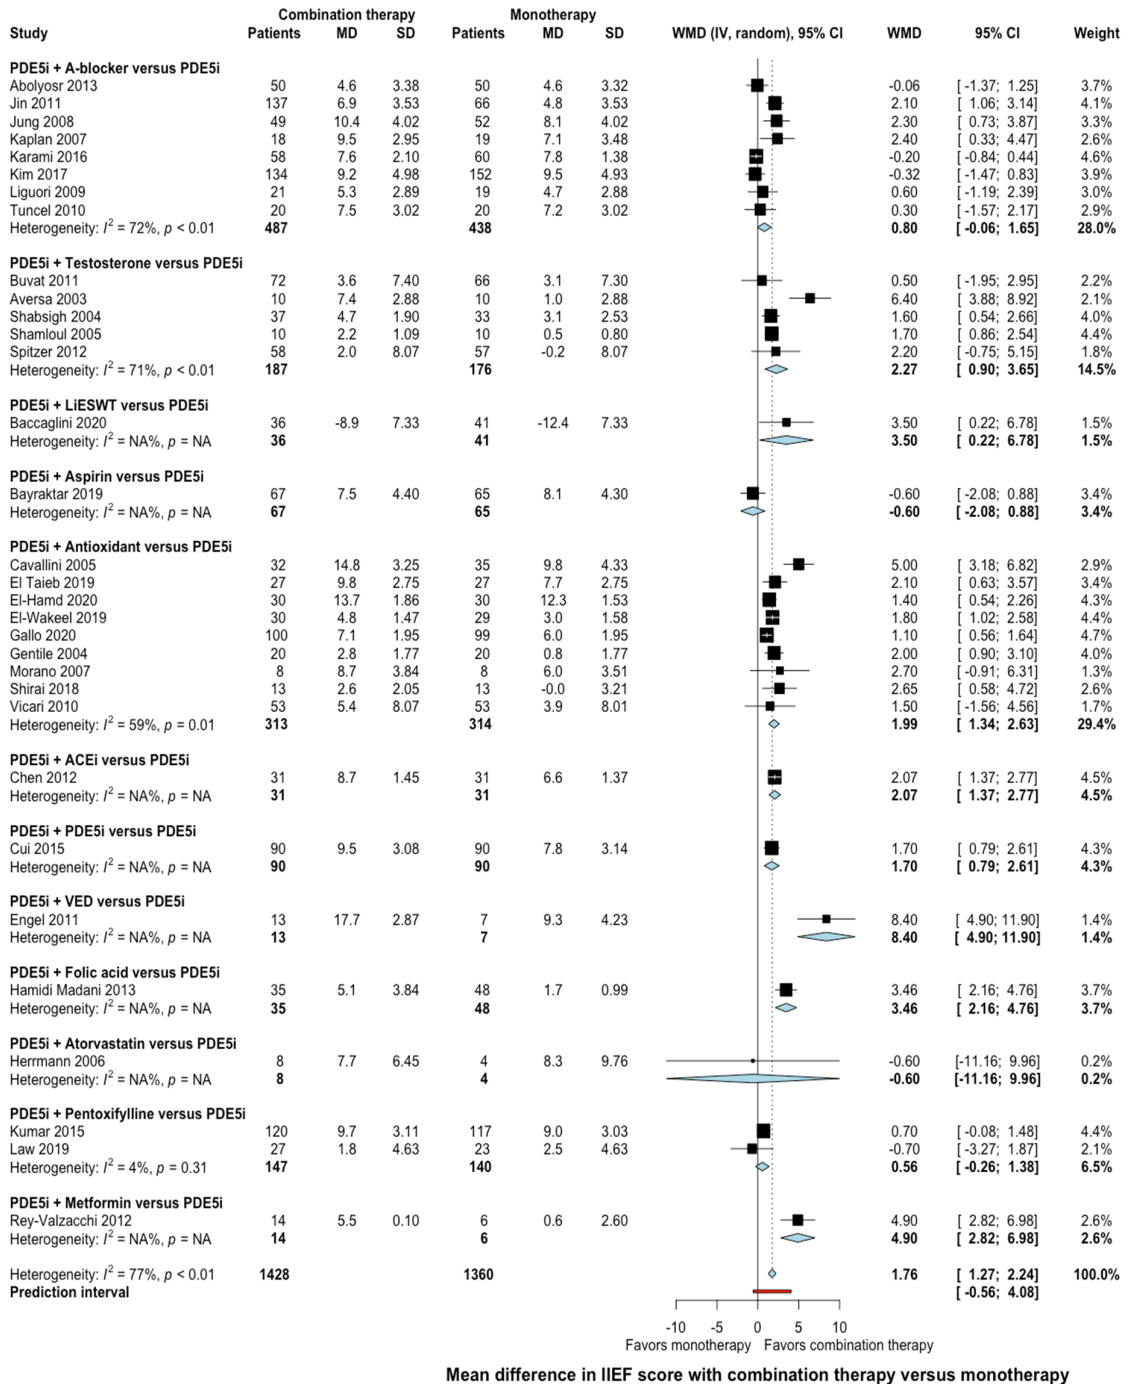 Combination therapy Monotherapy
Study Patients MD SD Patients MD SD WMD (IV, random), 95% CI WMD 95% CI Weight
PDE5i + A-blocker versus PDE5i
Abolyosr 2013 50 4.6 3.38 50 4.6 3.32 -0.06 [-1.37; 1.25] 3.7%
Jin 2011 137 6.9 3.53 66 4.8 3.53 2.10 [ 1.06; 3.14] 4.1%
Jung 2008 49 10.4 4.02 52 8.1 4.02 2.30 [ 0.73; 3.87] 3.3%
Kaplan 2007 18 9.5 2.95 19 7.1 3.48 2.40 [ 0.33; 4.47] 2.6%
Karami 2016 58 7.6 2.10 60 7.8 1.38 -0.20 [-0.84; 0.44] 4.6%
Kim 2017 134 9.2 4.98 152 9.5 4.93 -0.32 [-1.47; 0.83] 3.9%
Liguori 2009 21 5.3 2.89 19 4.7 2.88 0.60 [-1.19; 2.39] 3.0%
Tuncel 2010 20 7.5 3.02 20 7.2 3.02 0.30 [-1.57; 2.17] 2.9%
Heterogeneity: I² = 72%, p < 0.01 487 438 0.80 [-0.06; 1.65] 28.0%
PDE5i + Testosterone versus PDE5i
Buvat 2011 72 3.6 7.40 66 3.1 7.30 0.50 [-1.95; 2.95] 2.2%
Aversa 2003 10 7.4 2.88 10 1.0 2.88 6.40 [ 3.88; 8.92] 2.1%
Shabsigh 2004 37 4.7 1.90 33 3.1 2.53 1.60 [ 0.54; 2.66] 4.0%
Shamloul 2005 10 2.2 1.09 10 0.5 0.80 1.70 [ 0.86; 2.54] 4.4%
Spitzer 2012 58 2.0 8.07 57 -0.2 8.07 2.20 [-0.75; 5.15] 1.8%
Heterogeneity: I² = 71%, p < 0.01 187 176 2.27 [ 0.90; 3.65] 14.5%
PDE5i + LiESWT versus PDE5i
Baccaglini 2020 36 -8.9 7.33 41 -12.4 7.33 3.50 [ 0.22; 6.78] 1.5%
Heterogeneity: I² = NA%, p = NA 36 41 3.50 [ 0.22; 6.78] 1.5%
PDE5i + Aspirin versus PDE5i
Bayraktar 2019 67 7.5 4.40 65 8.1 4.30 -0.60 [-2.08; 0.88] 3.4%
Heterogeneity: I² = NA%, p = NA 67 65 -0.60 [-2.08; 0.88] 3.4%
PDE5i + Antioxidant versus PDE5i
Cavallini 2005 32 14.8 3.25 35 9.8 4.33 5.00 [ 3.18; 6.82] 2.9%
El Taieb 2019 27 9.8 2.75 27 7.7 2.75 2.10 [ 0.63; 3.57] 3.4%
El-Hamd 2020 30 13.7 1.86 30 12.3 1.53 1.40 [ 0.54; 2.26] 4.3%
El-Wakeel 2019 30 4.8 1.47 29 3.0 1.58 1.80 [ 1.02; 2.58] 4.4%
Gallo 2020 100 7.1 1.95 99 6.0 1.95 1.10 [ 0.56; 1.64] 4.7%
Gentile 2004 20 2.8 1.77 20 0.8 1.77 2.00 [ 0.90; 3.10] 4.0%
Morano 2007 8 8.7 3.84 8 6.0 3.51 2.70 [-0.91; 6.31] 1.3%
Shirai 2018 13 2.6 2.05 13 -0.0 3.21 2.65 [ 0.58; 4.72] 2.6%
Vicari 2010 53 5.4 8.07 53 3.9 8.01 1.50 [-1.56; 4.56] 1.7%
Heterogeneity: I² = 59%, p = 0.01 313 314 1.99 [ 1.34; 2.63] 29.4%
PDE5i + ACEi versus PDE5i
Chen 2012 31 8.7 1.45 31 6.6 1.37 2.07 [ 1.37; 2.77] 4.5%
Heterogeneity: I² = NA%, p = NA 31 31 2.07 [ 1.37; 2.77] 4.5%
PDE5i + PDE5i versus PDE5i
Cui 2015 90 9.5 3.08 90 7.8 3.14 1.70 [ 0.79; 2.61] 4.3%
Heterogeneity: I² = NA%, p = NA 90 90 1.70 [ 0.79; 2.61] 4.3%
PDE5i + VED versus PDE5i
Engel 2011 13 17.7 2.87 7 9.3 4.23 8.40 [ 4.90; 11.90] 1.4%
Heterogeneity: I² = NA%, p = NA 13 7 8.40 [ 4.90; 11.90] 1.4%
PDE5i + Folic acid versus PDE5i
Hamidi Madani 2013 35 5.1 3.84 48 1.7 0.99 3.46 [ 2.16; 4.76] 3.7%
Heterogeneity: I² = NA%, p = NA 35 48 3.46 [ 2.16; 4.76] 3.7%
PDE5i + Atorvastatin versus PDE5i
Herrmann 2006 8 7.7 6.45 4 8.3 9.76 -0.60 [-11.16; 9.96] 0.2%
Heterogeneity: I² = NA%, p = NA 8 4 -0.60 [-11.16; 9.96] 0.2%
PDE5i + Pentoxifylline versus PDE5i
Kumar 2015 120 9.7 3.11 117 9.0 3.03 0.70 [-0.08; 1.48] 4.4%
Law 2019 27 1.8 4.63 23 2.5 4.63 -0.70 [-3.27; 1.87] 2.1%
Heterogeneity: I² = 4%, p = 0.31 147 140 0.56 [-0.26; 1.38] 6.5%
PDE5i + Metformin versus PDE5i
Rey-Valzacchi 2012 14 5.5 0.10 6 0.6 2.60 4.90 [ 2.82; 6.98] 2.6%
Heterogeneity: I² = NA%, p = NA 14 6 4.90 [ 2.82; 6.98] 2.6%
Heterogeneity: I² = 77%, p < 0.01 1428 1360 1.76 [ 1.27; 2.24] 100.0%
Prediction interval [-0.56; 4.08]
-10 -5 0 5 10
Favors monotherapy Favors combination therapy
Mean difference in IIEF score with combination therapy versus monotherapy